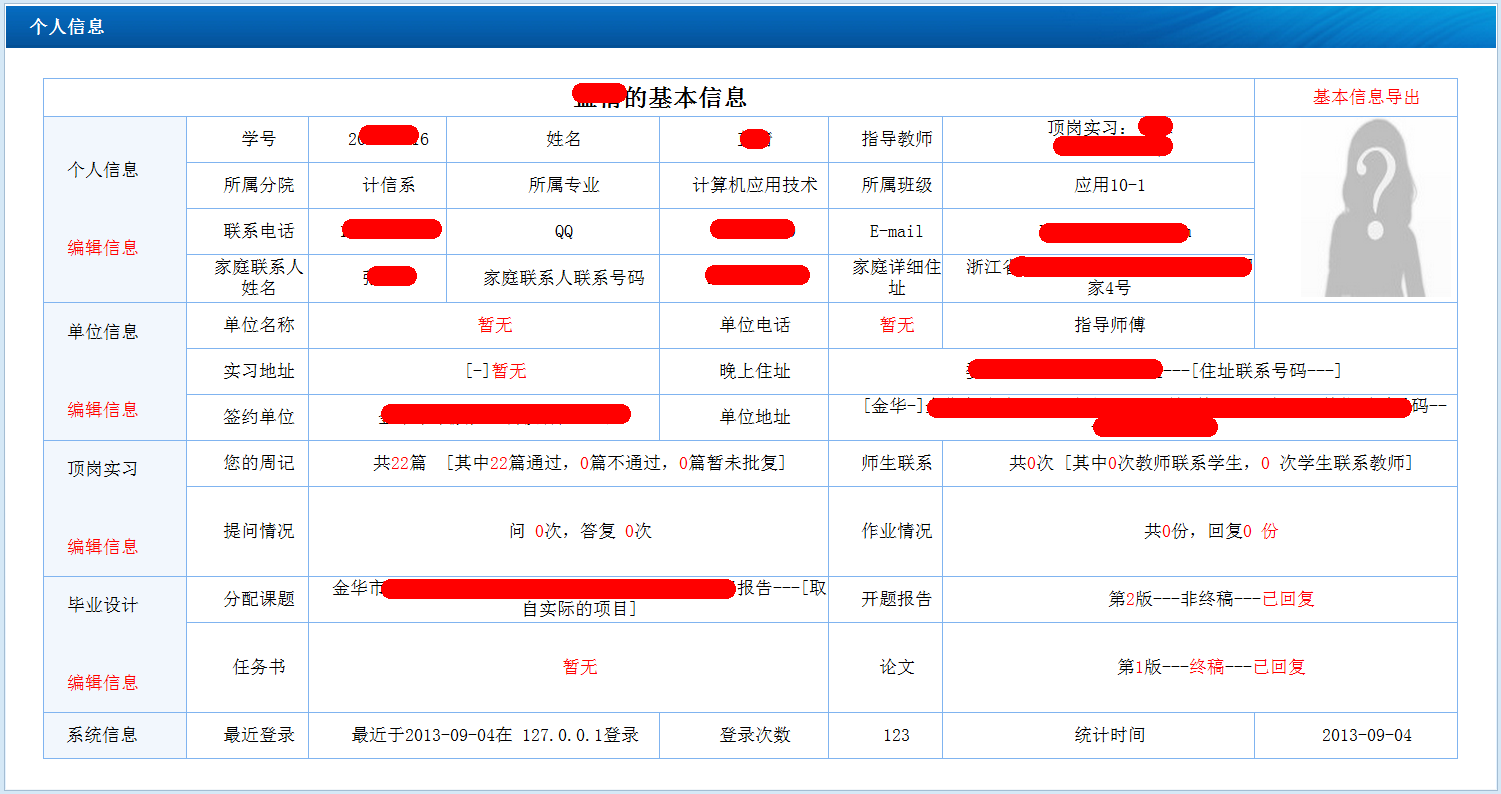 个人信息
的基本信息
基本信息导出
个人信息
编辑信息
学号
20 6
姓名
指导教师
顶岗实习:
所属分院
计信系
所属专业
计算机应用技术
所属班级
应用10-1
联系电话
QQ
E-mail
家庭联系人
姓名
家庭联系人联系号码
家庭详细住
址
浙江省
家4号
单位信息
编辑信息
单位名称
暂无
单位电话
暂无
指导师傅
实习地址
[-]暂无
晚上住址
---[住址联系号码---]
签约单位
单位地址
[金华-] 码--
顶岗实习
编辑信息
您的周记
共22篇 [其中22篇通过,0篇不通过,0篇暂未批复]
师生联系
共0次 [其中0次教师联系学生,0 次学生联系教师]
提问情况
问 0次,答复 0次
作业情况
共0份,回复0 份
毕业设计
编辑信息
分配课题
金华市 报告---[取
自实际的项目]
开题报告
第2版---非终稿---已回复
任务书
暂无
论文
第1版---终稿---已回复
系统信息
最近登录
最近于2013-09-04在 127.0.0.1登录
登录次数
123
统计时间
2013-09-04